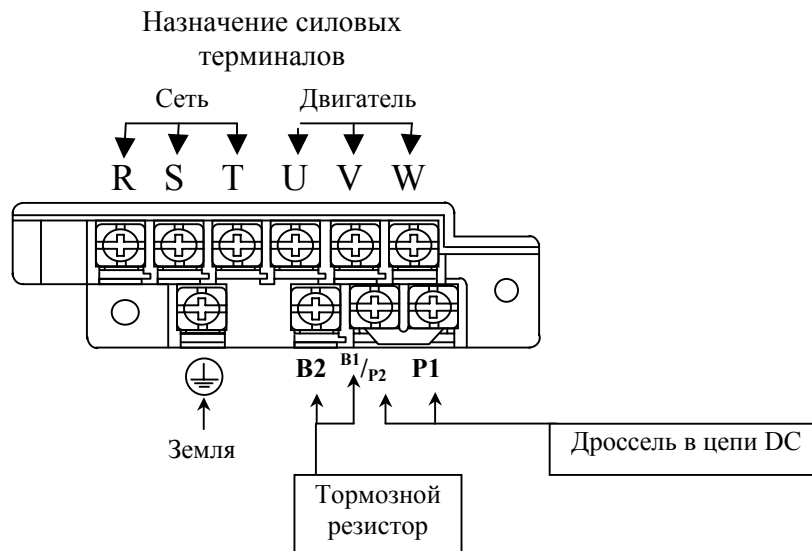 Назначение силовых
терминалов
Сеть Двигатель
R S T U V W
B2 B1/P2 P1
Земля
Дроссель в цепи DC
Тормозной
резистор